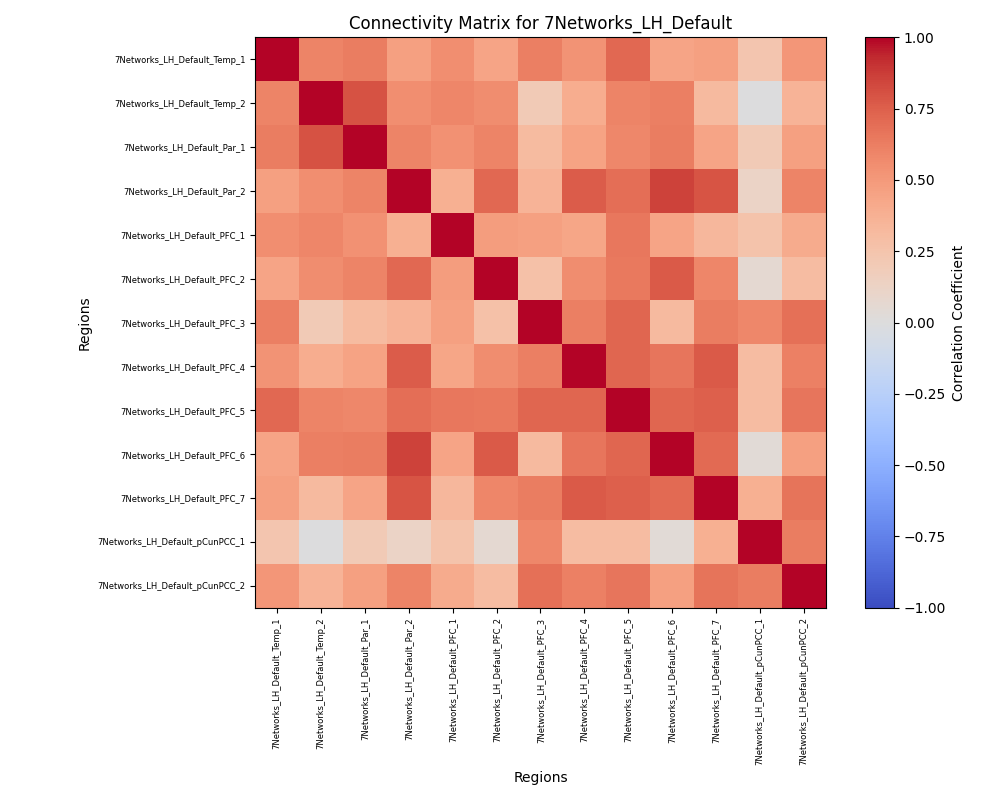 Connectivity Matrix for 7Networks_LH_Default
7Networks_LH_Default_Temp_1
7Networks_LH_Default_Temp_2
7Networks_LH_Default_Par_1
7Networks_LH_Default_Par_2
7Networks_LH_Default_PFC_1
7Networks_LH_Default_PFC_2
7Networks_LH_Default_PFC_3
7Networks_LH_Default_PFC_4
7Networks_LH_Default_PFC_5
7Networks_LH_Default_PFC_6
7Networks_LH_Default_PFC_7
7Networks_LH_Default_pCunPCC_1
7Networks_LH_Default_pCunPCC_2
Regions
7Networks_LH_Default_Temp_1
7Networks_LH_Default_Temp_2
7Networks_LH_Default_Par_1
7Networks_LH_Default_Par_2
7Networks_LH_Default_PFC_1
7Networks_LH_Default_PFC_2
7Networks_LH_Default_PFC_3
7Networks_LH_Default_PFC_4
7Networks_LH_Default_PFC_5
7Networks_LH_Default_PFC_6
7Networks_LH_Default_PFC_7
7Networks_LH_Default_pCunPCC_1
7Networks_LH_Default_pCunPCC_2
Regions
1.00
0.75
0.50
0.25
0.00
−0.25
−0.50
−0.75
−1.00
Correlation Coefficient